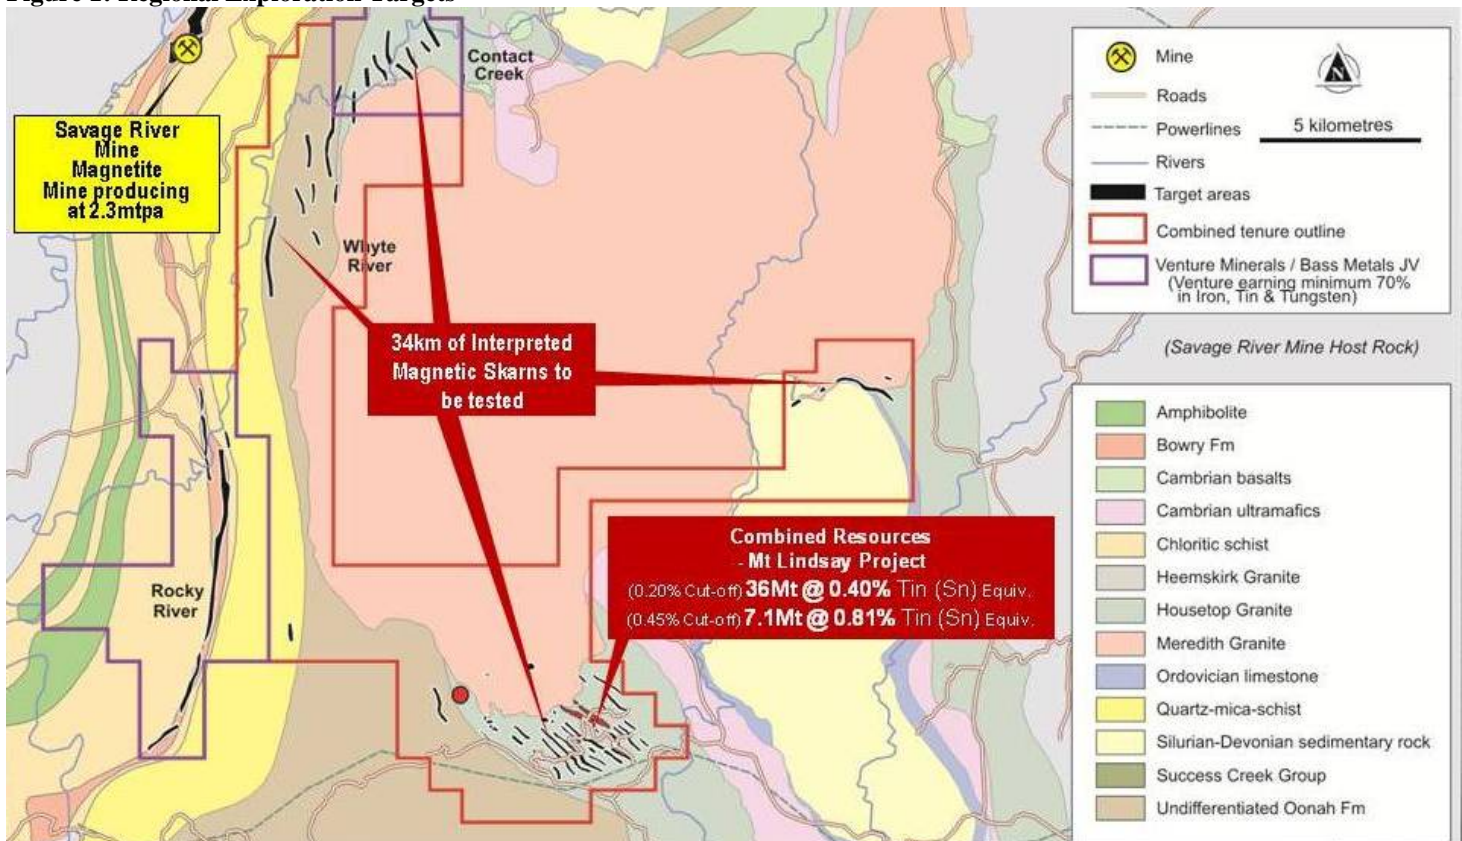 Contact
Creek
Savage River
Mine
Magnetite
Mine producing
at 2.3mtpa
Whyte
River
34km of Interpreted
Magnetic Skarns to
be tested
Combined Resources
- Mt Lindsay Project
(0.20% Cut-off) 36Mt @ 0.40% Tin (Sn) Equiv.
(0.45% Cut-off) 7.1Mt @ 0.81% Tin (Sn) Equiv.
Rocky
River
Mine
N
Roads
5 kilometres
Powerlines
Rivers
Target areas
Combined tenure outline
Venture Minerals / Bass Metals JV
(Venture earning minimum 70%
in Iron, Tin & Tungsten)
(Savage River Mine Host Rock)
Amphibolite
Bowry Fm
Cambrian basalts
Cambrian ultramafics
Chloritic schist
Heemskirk Granite
Housetop Granite
Meredith Granite
Ordovician limestone
Quartz-mica-schist
Silurian-Devonian sedimentary rock
Success Creek Group
Undifferentiated Oonah Fm